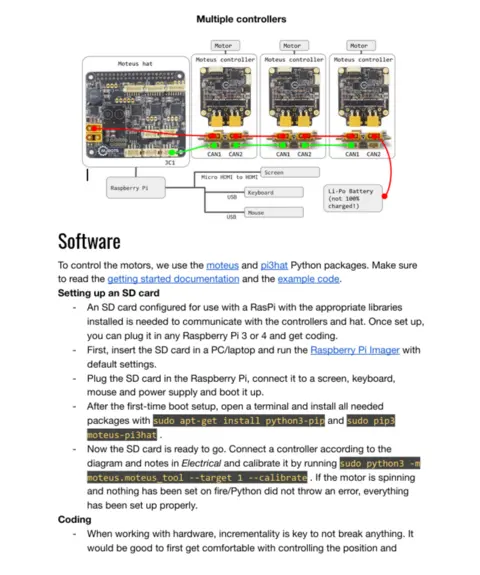 Multiple controllers
Motor Motor Motor
Moteus hat Moteus controller Moteus controller Moteus controller
JC1 CAN1 CAN2 CAN1 CAN2 CAN1 CAN2
Screen
Micro HDMI to HDMI
Raspberry Pi
USB Keyboard
USB Mouse
Li-Po Battery
(not 100%
charged!)
Software
To control the motors, we use the moteus and pi3hat Python packages. Make sure
to read the getting started documentation and the example code.
Setting up an SD card
- An SD card configured for use with a RasPi with the appropriate libraries
installed is needed to communicate with the controllers and hat. Once set up,
you can plug it in any Raspberry Pi 3 or 4 and get coding.
- First, insert the SD card in a PC/laptop and run the Raspberry Pi Imager with
default settings.
- Plug the SD card in the Raspberry Pi, connect it to a screen, keyboard,
mouse and power supply and boot it up.
- After the first-time boot setup, open a terminal and install all needed
packages with sudo apt-get install python3-pip and sudo pip3
moteus-pi3hat .
- Now the SD card is ready to go. Connect a controller according to the
diagram and notes in Electrical and calibrate it by running sudo python3 -m
moteus.moteus_tool --target 1 --calibrate . If the motor is spinning
and nothing has been set on fire/Python did not throw an error, everything
has been set up properly.
Coding
- When working with hardware, incrementality is key to not break anything. It
would be good to first get comfortable with controlling the position and